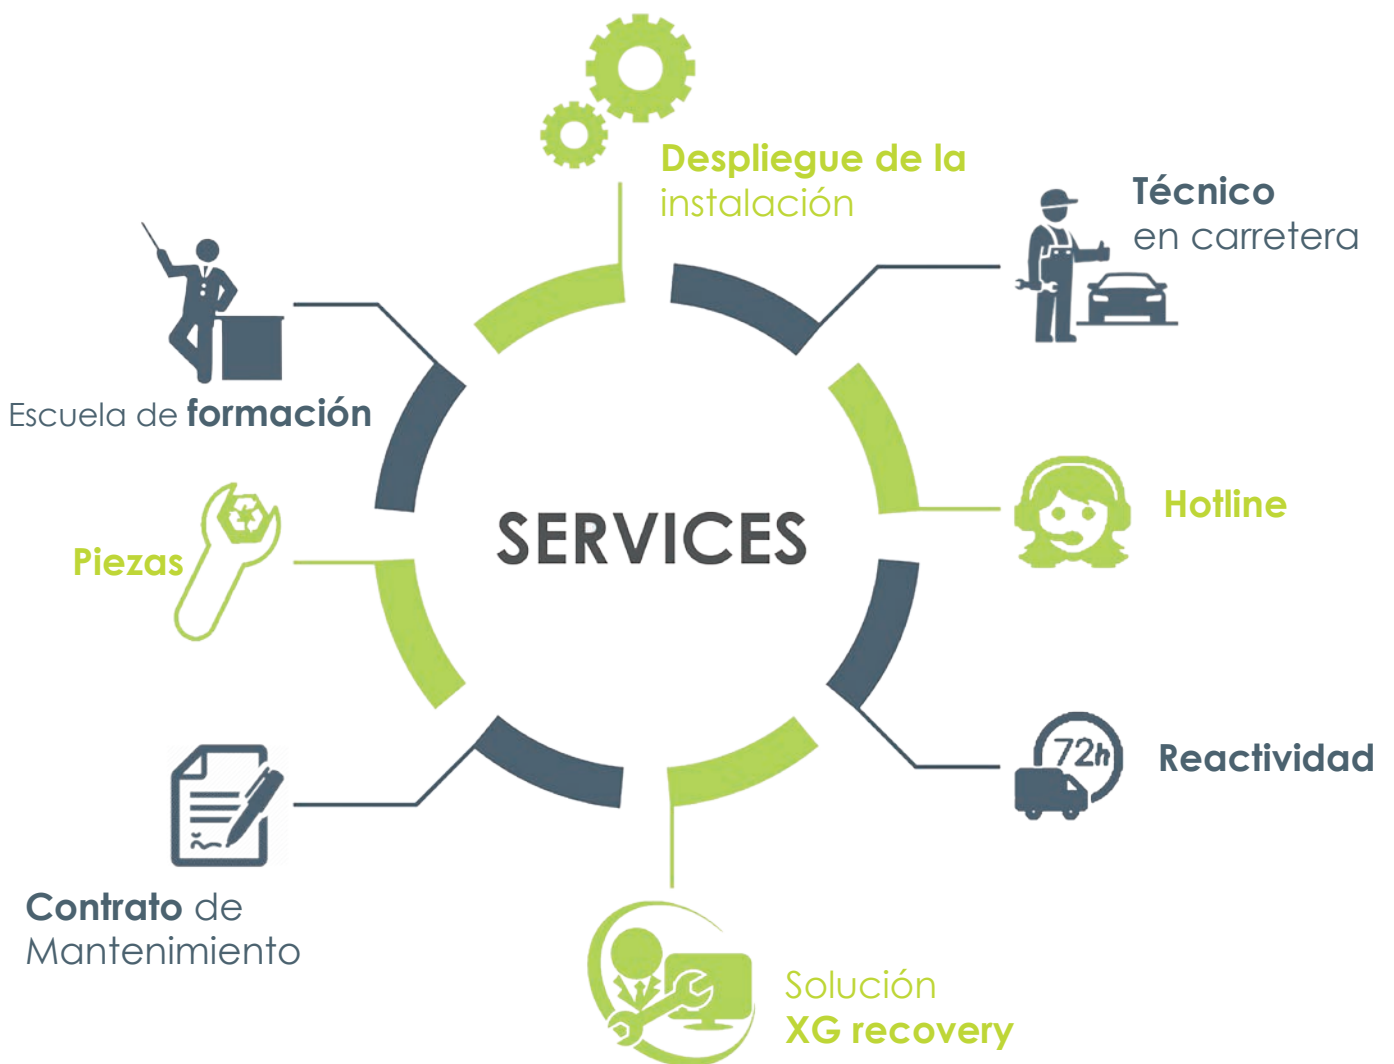 Despliegue de la
instalación
Técnico
en carretera
Escuela de formación
Hotline
SERVICES
Piezas
72h
Reactividad
Contrato de
Mantenimiento
Solución
XG recovery